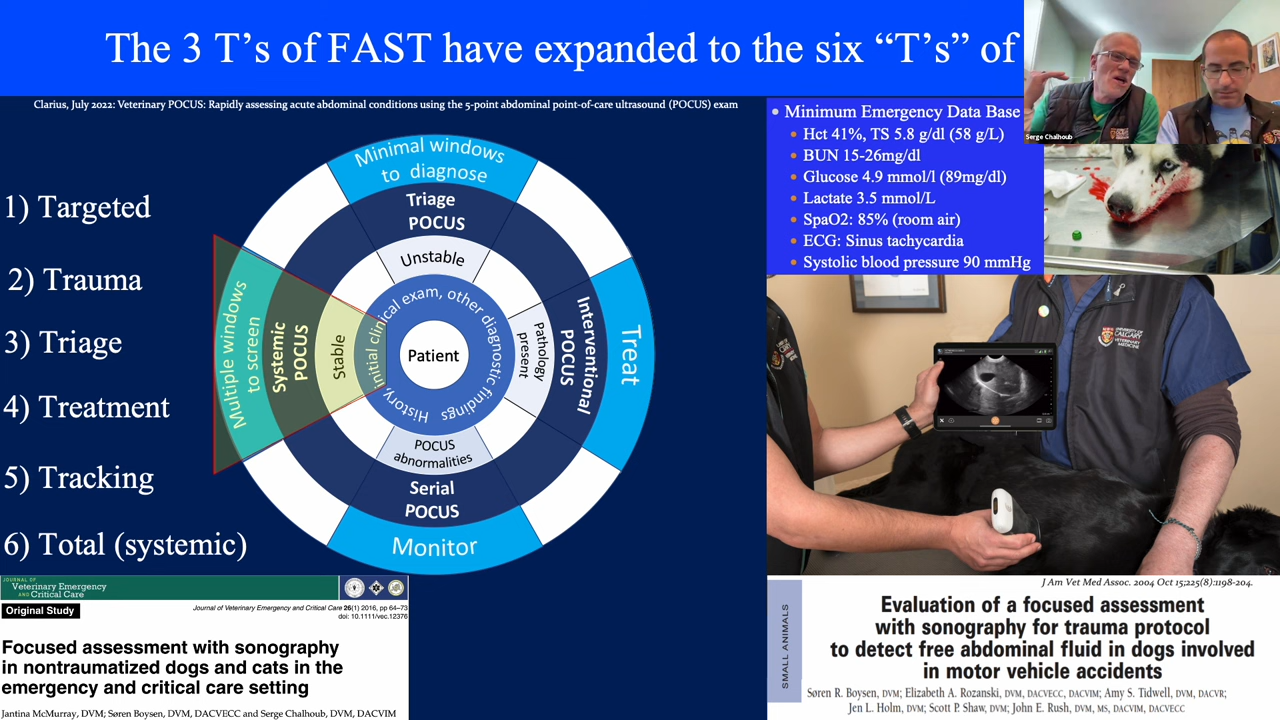 The 3 T's of FAST have expanded to the six “T's” of
Clarius, July 2022: Veterinary POCUS: Rapidly assessing acute abdominal conditions using the 5-point abdominal point-of-care ultrasound (POCUS) exam
1) Targeted
2) Trauma
3) Triage
4) Treatment
5) Tracking
6) Total (systemic)
Minimal windows
to diagnose
Triage
POCUS
Unstable
Multiple windows
to screen
Systemic
POCUS
Stable
History, initial clinical exam, other diagnostic findings
Patient
Pathology
present
Interventional
POCUS
Treat
POCUS
abnormalities
Serial
POCUS
Monitor
Minimum Emergency Data Base
Hct 41%, TS 5.8 g/dl (58 g/L)
BUN 15-26mg/dl
Glucose 4.9 mmol/l (89mg/dl)
Lactate 3.5 mmol/L
SpaO2: 85% (room air)
ECG: Sinus tachycardia
Systolic blood pressure 90 mmHg
Serge Chalhoub
UNIVERSITY OF
CALGARY
VETERINARY
MEDICINE
JOURNAL OF
Veterinary Emergency
AND Critical Care
Original Study
Journal of Veterinary Emergency and Critical Care 26(1) 2016, pp 64–73
doi: 10.1111/vec.12376
Focused assessment with sonography
in nontraumatized dogs and cats in the
emergency and critical care setting
Jantina McMurray, DVM; Søren Boysen, DVM, DACVECC and Serge Chalhoub, DVM, DACVIM
J Am Vet Med Assoc. 2004 Oct 15;225(8):1198-204.
SMALL ANIMALS
Evaluation of a focused assessment
with sonography for trauma protocol
to detect free abdominal fluid in dogs involved
in motor vehicle accidents
Søren R. Boysen, DVM; Elizabeth A. Rozanski, DVM, DACVECC, DACVIM; Amy S. Tidwell, DVM, DACVR;
Jen L. Holm, DVM; Scott P. Shaw, DVM; John E. Rush, DVM, MS, DACVIM, DACVECC